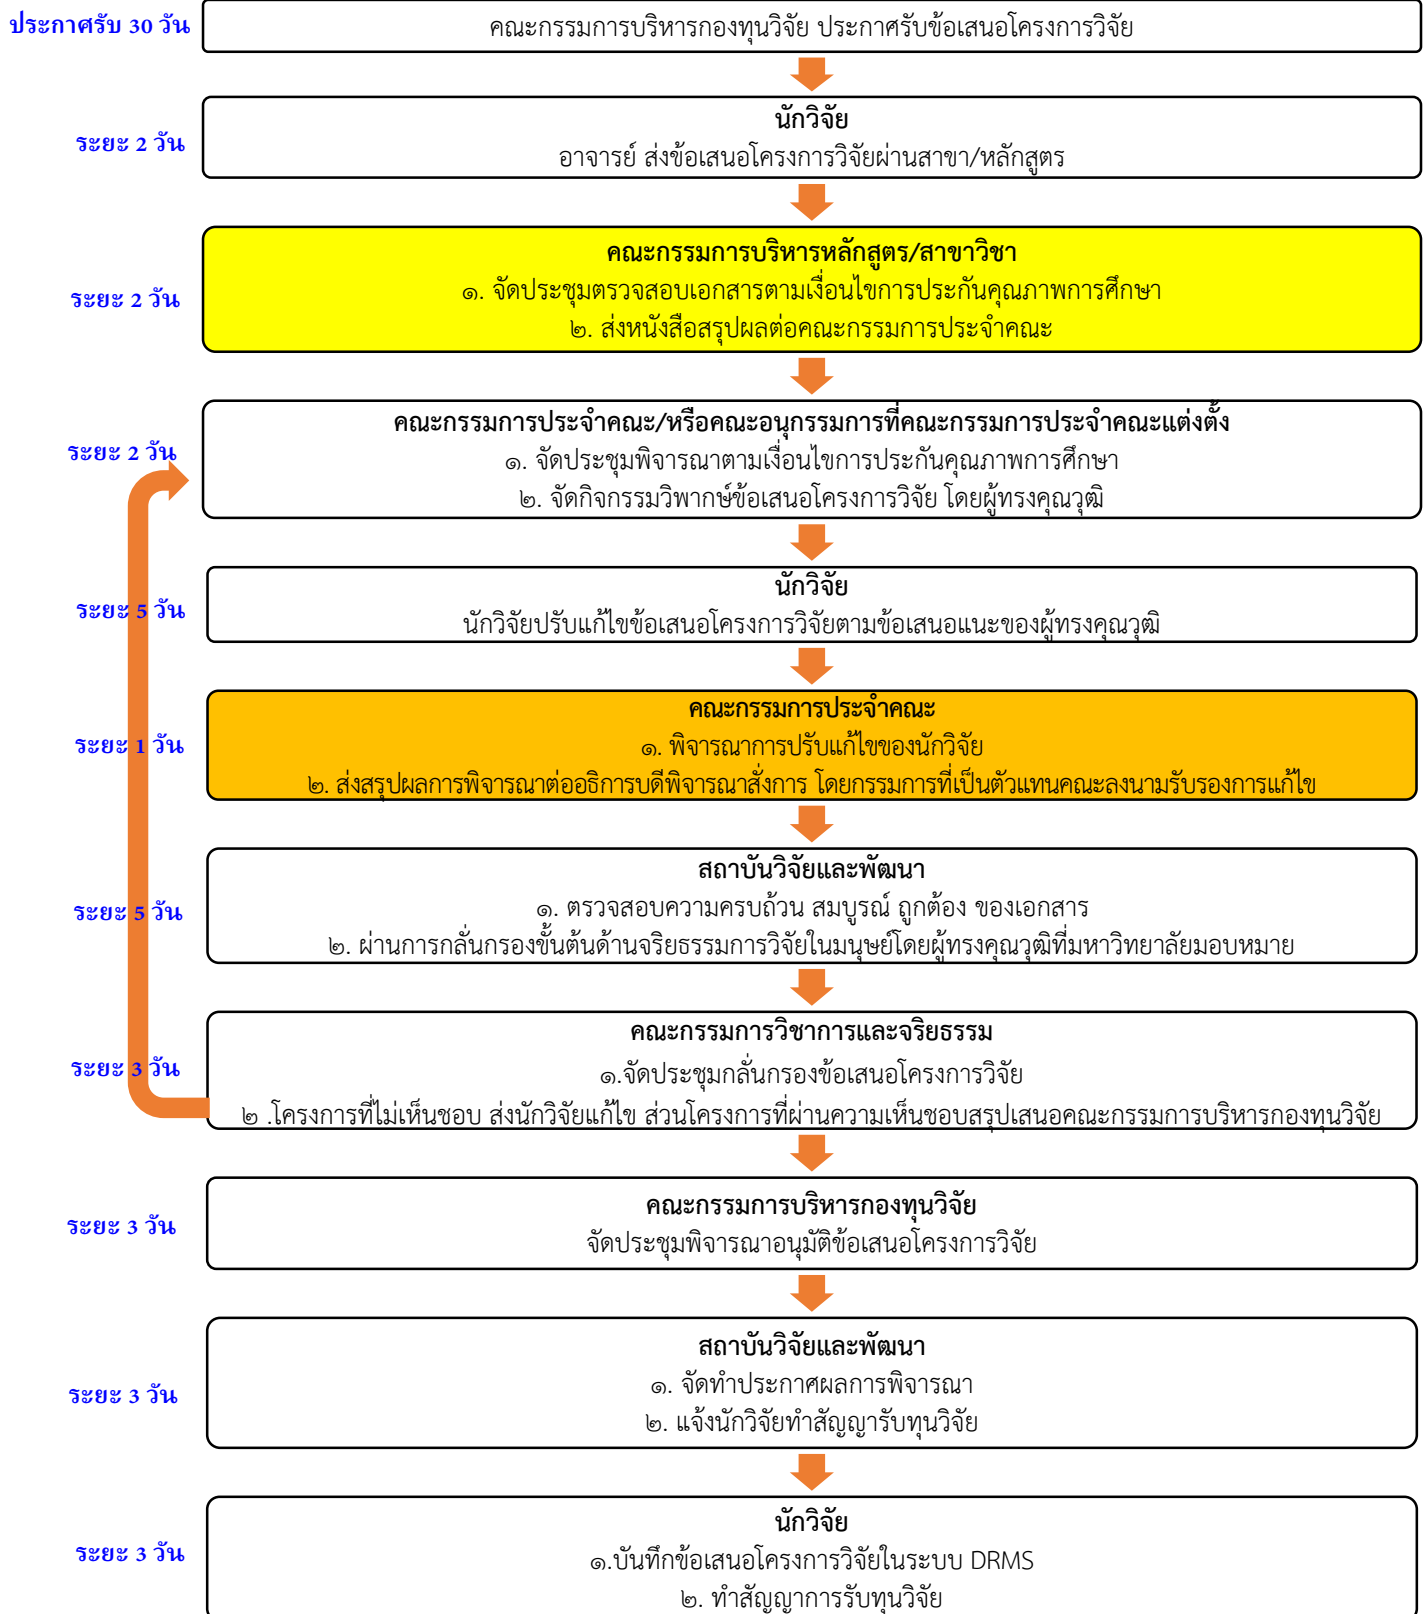 ประกาศรับ 30 วัน
คณะกรรมการบริหารกองทุนวิจัย ประกาศรับข้อเสนอโครงการวิจัย
ระยะ 2 วัน
นักวิจัย
อาจารย์ ส่งข้อเสนอโครงการวิจัยผ่านสาขา/หลักสูตร
ระยะ 2 วัน
คณะกรรมการบริหารหลักสูตร/สาขาวิชา
๑. จัดประชุมตรวจสอบเอกสารตามเงื่อนไขการประกันคุณภาพการศึกษา
๒. ส่งหนังสือสรุปผลต่อคณะกรรมการประจำคณะ
ระยะ 2 วัน
คณะกรรมการประจำคณะ/หรือคณะอนุกรรมการที่คณะกรรมการประจำคณะแต่งตั้ง
๑. จัดประชุมพิจารณาตามเงื่อนไขการประกันคุณภาพการศึกษา
๒. จัดกิจกรรมวิพากษ์ข้อเสนอโครงการวิจัย โดยผู้ทรงคุณวุฒิ
ระยะ 5 วัน
นักวิจัย
นักวิจัยปรับแก้ไขข้อเสนอโครงการวิจัยตามข้อเสนอแนะของผู้ทรงคุณวุฒิ
ระยะ 1 วัน
คณะกรรมการประจำคณะ
๑. พิจารณาการปรับแก้ไขของนักวิจัย
๒. ส่งสรุปผลการพิจารณาต่ออธิการบดีพิจารณาสั่งการ โดยกรรมการที่เป็นตัวแทนคณะลงนามรับรองการแก้ไข
ระยะ 5 วัน
สถาบันวิจัยและพัฒนา
๑. ตรวจสอบความครบถ้วน สมบูรณ์ ถูกต้อง ของเอกสาร
๒. ผ่านการกลั่นกรองขั้นต้นด้านจริยธรรมการวิจัยในมนุษย์โดยผู้ทรงคุณวุฒิที่มหาวิทยาลัยมอบหมาย
ระยะ 3 วัน
คณะกรรมการวิชาการและจริยธรรม
๑.จัดประชุมกลั่นกรองข้อเสนอโครงการวิจัย
๒ .โครงการที่ไม่เห็นชอบ ส่งนักวิจัยแก้ไข ส่วนโครงการที่ผ่านความเห็นชอบสรุปเสนอคณะกรรมการบริหารกองทุนวิจัย
ระยะ 3 วัน
คณะกรรมการบริหารกองทุนวิจัย
จัดประชุมพิจารณาอนุมัติข้อเสนอโครงการวิจัย
ระยะ 3 วัน
สถาบันวิจัยและพัฒนา
๑. จัดทำประกาศผลการพิจารณา
๒. แจ้งนักวิจัยทำสัญญารับทุนวิจัย
ระยะ 3 วัน
นักวิจัย
๑.บันทึกข้อเสนอโครงการวิจัยในระบบ DRMS
๒. ทำสัญญาการรับทุนวิจัย